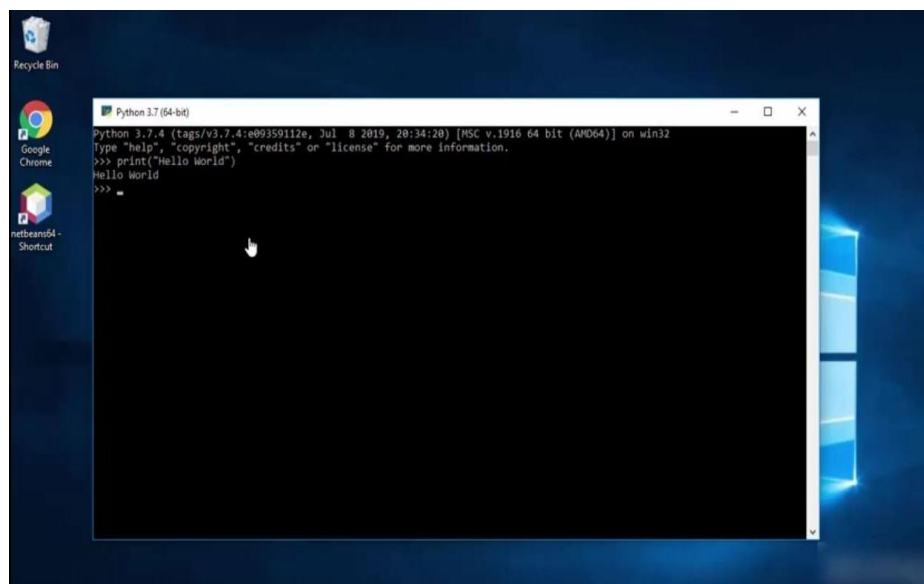 Recycle Bin
Google
Chrome
netbeans64 -
Shortcut
Python 3.7 (64-bit)
Python 3.7.4 (tags/v3.7.4:e09359112e, Jul  8 2019, 20:34:20) [MSC v.1916 64 bit (AMD64)] on win32
Type "help", "copyright", "credits" or "license" for more information.
>>> print("Hello World")
Hello World
>>>